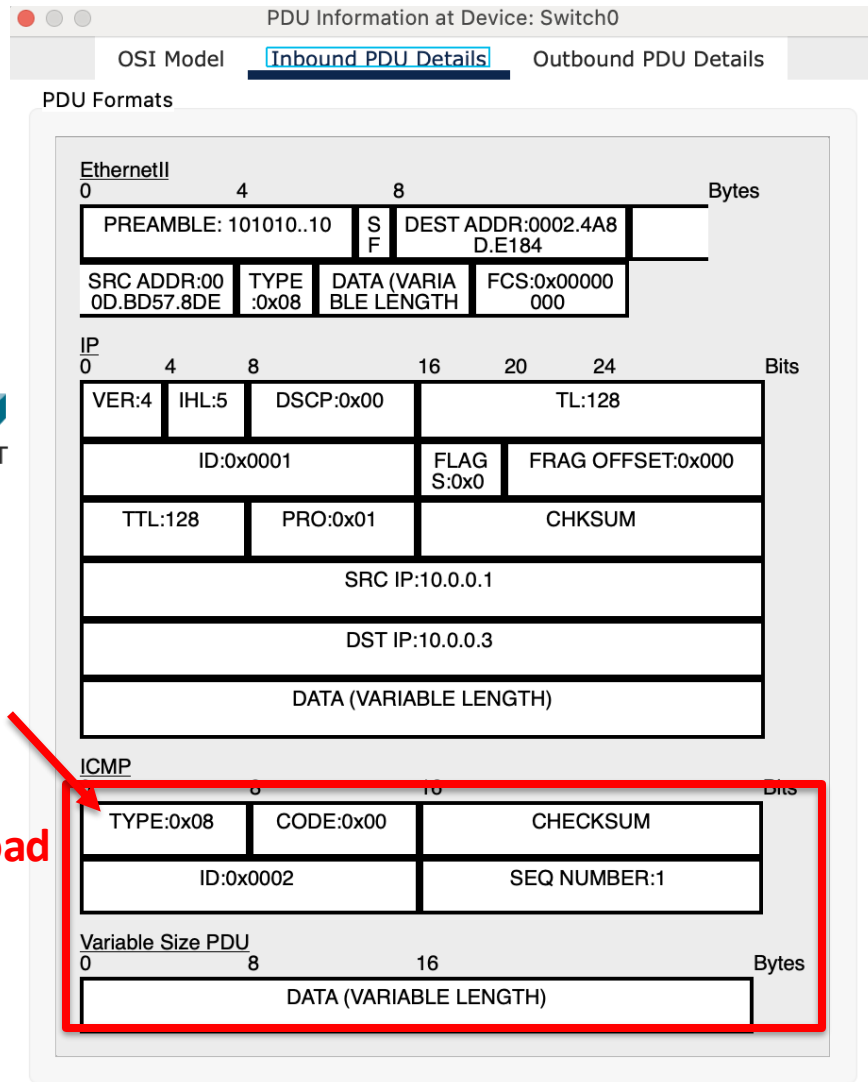 PDU Information at Device: Switch0
OSI Model Inbound PDU Details Outbound PDU Details
PDU Formats
EthernetII
0 4 8 Bytes
PREAMBLE: 101010..10 S F DEST ADDR:0002.4A8
D.E184
SRC ADDR:00 TYPE DATA (VARIA FCS:0x00000
0D.BD57.8DE :0x08 BLE LENGTH 000
IP
0 4 8 16 20 24 Bits
VER:4 IHL:5 DSCP:0x00 TL:128
ID:0x0001 FLAG FRAG OFFSET:0x000
S:0x0
TTL:128 PRO:0x01 CHKSUM
SRC IP:10.0.0.1
DST IP:10.0.0.3
DATA (VARIABLE LENGTH)
ICMP
8 16 Bits
TYPE:0x08 CODE:0x00 CHECKSUM
ID:0x0002 SEQ NUMBER:1
Variable Size PDU
0 8 16 Bytes
DATA (VARIABLE LENGTH)